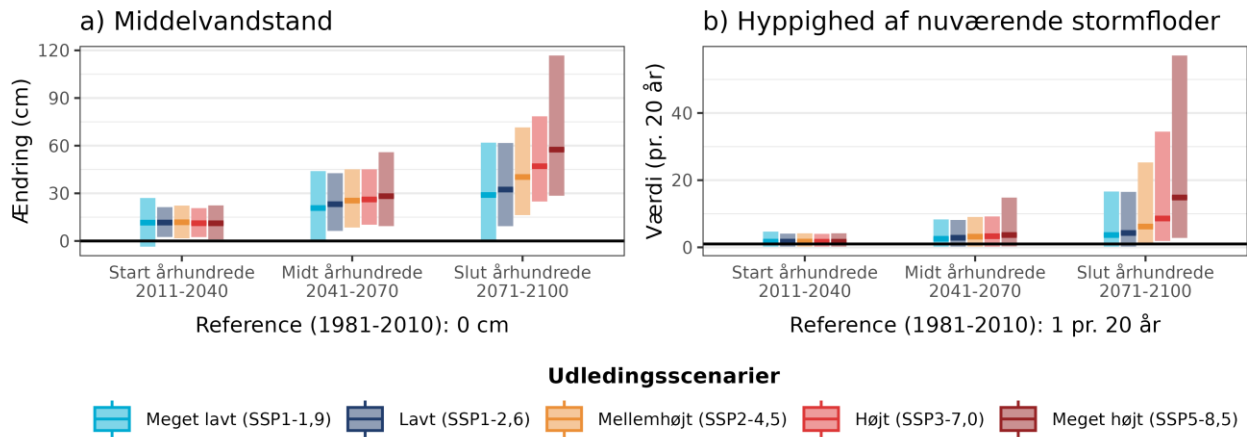 a) Middelvandstand
Ændring (cm)
120
90
60
30
0
Start århundrede
2011-2040
Midt århundrede
2041-2070
Slut århundrede
2071-2100
Reference (1981-2010): 0 cm
b) Hyppighed af nuværende stormfloder
Værdi (pr. 20 år)
40
20
0
Start århundrede
2011-2040
Midt århundrede
2041-2070
Slut århundrede
2071-2100
Reference (1981-2010): 1 pr. 20 år
Udledingsscenarier
Meget lavt (SSP1-1,9)
Lavt (SSP1-2,6)
Mellemhøjt (SSP2-4,5)
Højt (SSP3-7,0)
Meget højt (SSP5-8,5)